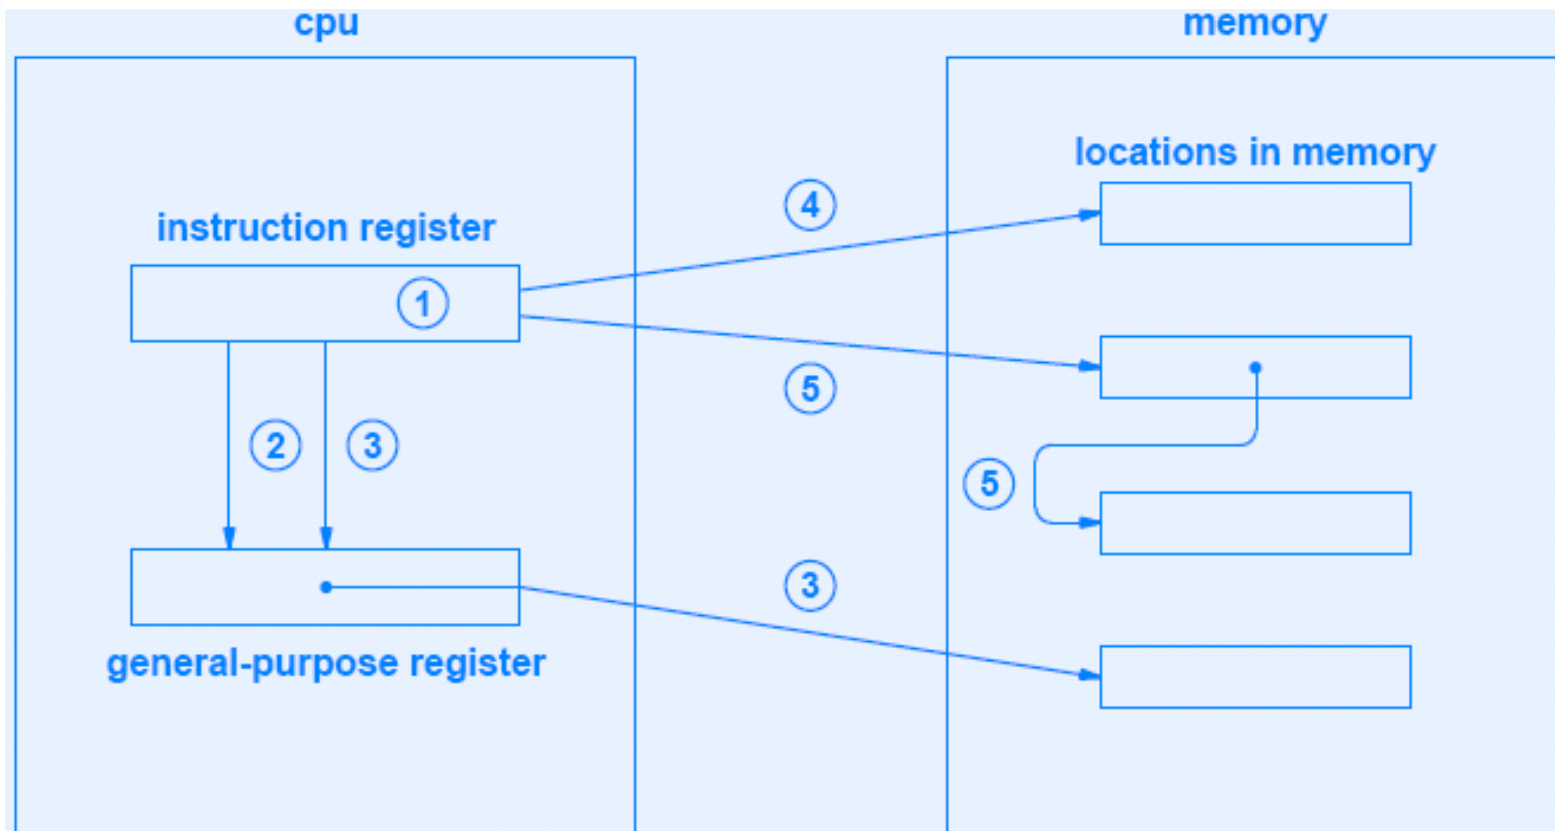 cpu
memory
locations in memory
4
instruction register
1
5
2
3
5
3
general-purpose register